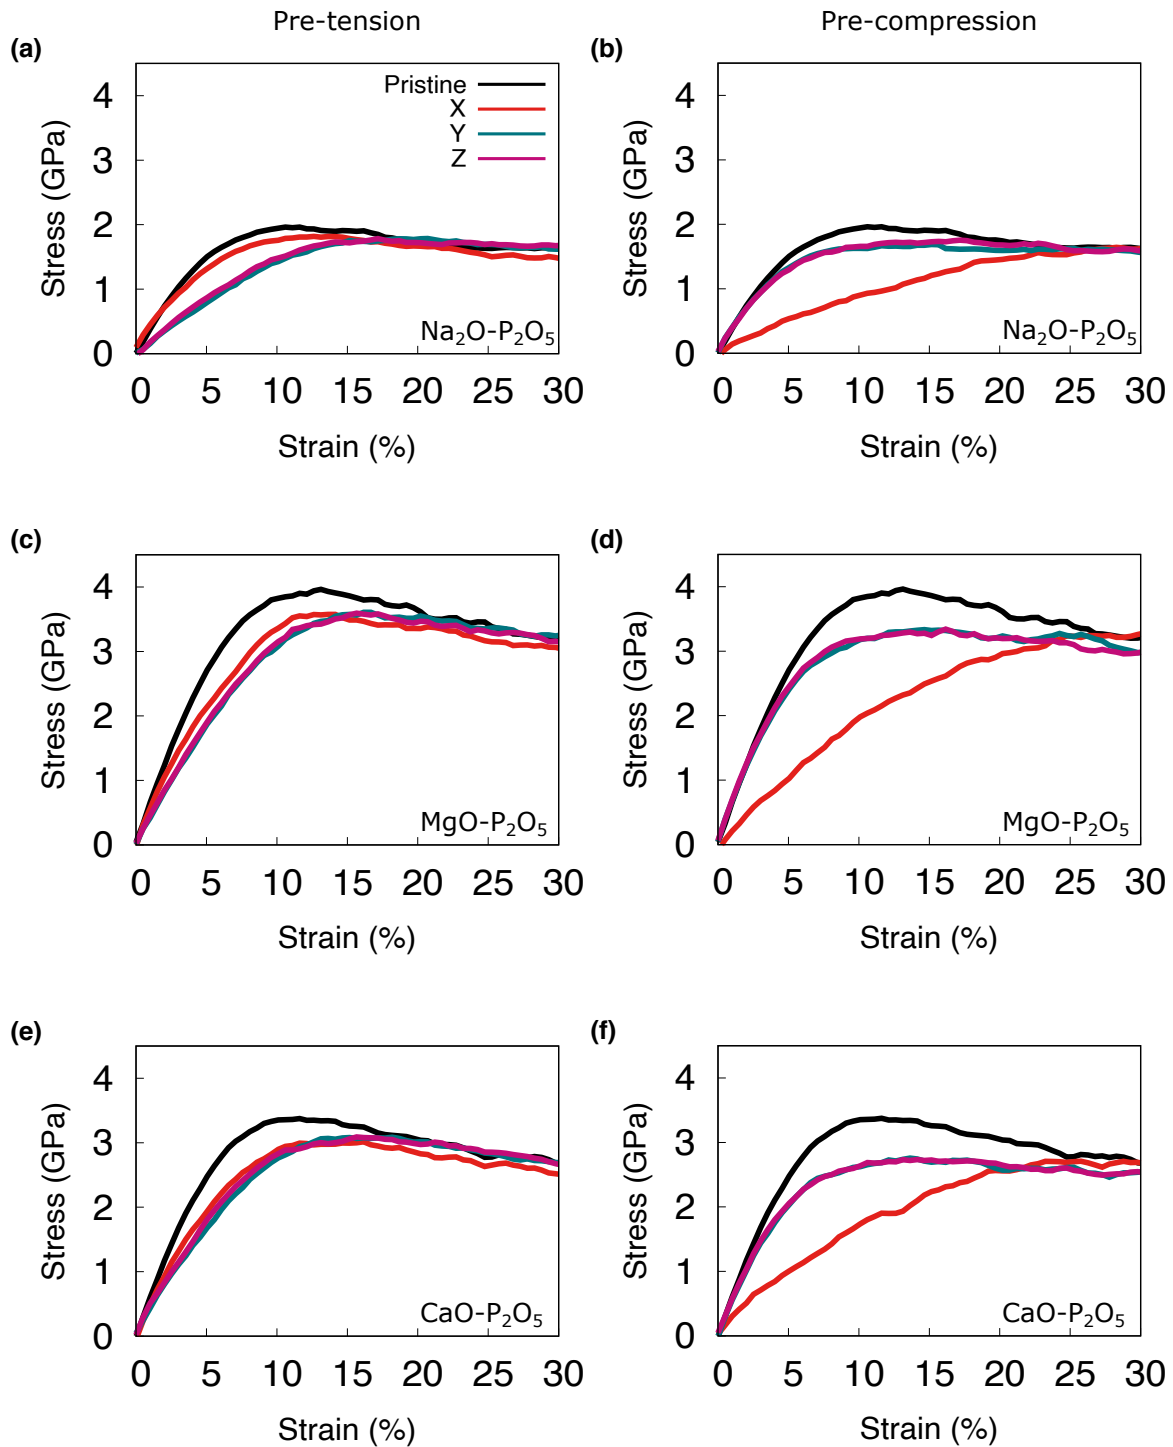 Pre-tension
Pre-compression
(a)
(b)
Pristine
X
Y
Z
Stress (GPa)
4
3
2
1
0
Na₂O-P₂O₅
0 5 10 15 20 25 30
Strain (%)
Stress (GPa)
4
3
2
1
0
Na₂O-P₂O₅
0 5 10 15 20 25 30
Strain (%)
(c)
(d)
Stress (GPa)
4
3
2
1
0
MgO-P₂O₅
0 5 10 15 20 25 30
Strain (%)
Stress (GPa)
4
3
2
1
0
MgO-P₂O₅
0 5 10 15 20 25 30
Strain (%)
(e)
(f)
Stress (GPa)
4
3
2
1
0
CaO-P₂O₅
0 5 10 15 20 25 30
Strain (%)
Stress (GPa)
4
3
2
1
0
CaO-P₂O₅
0 5 10 15 20 25 30
Strain (%)